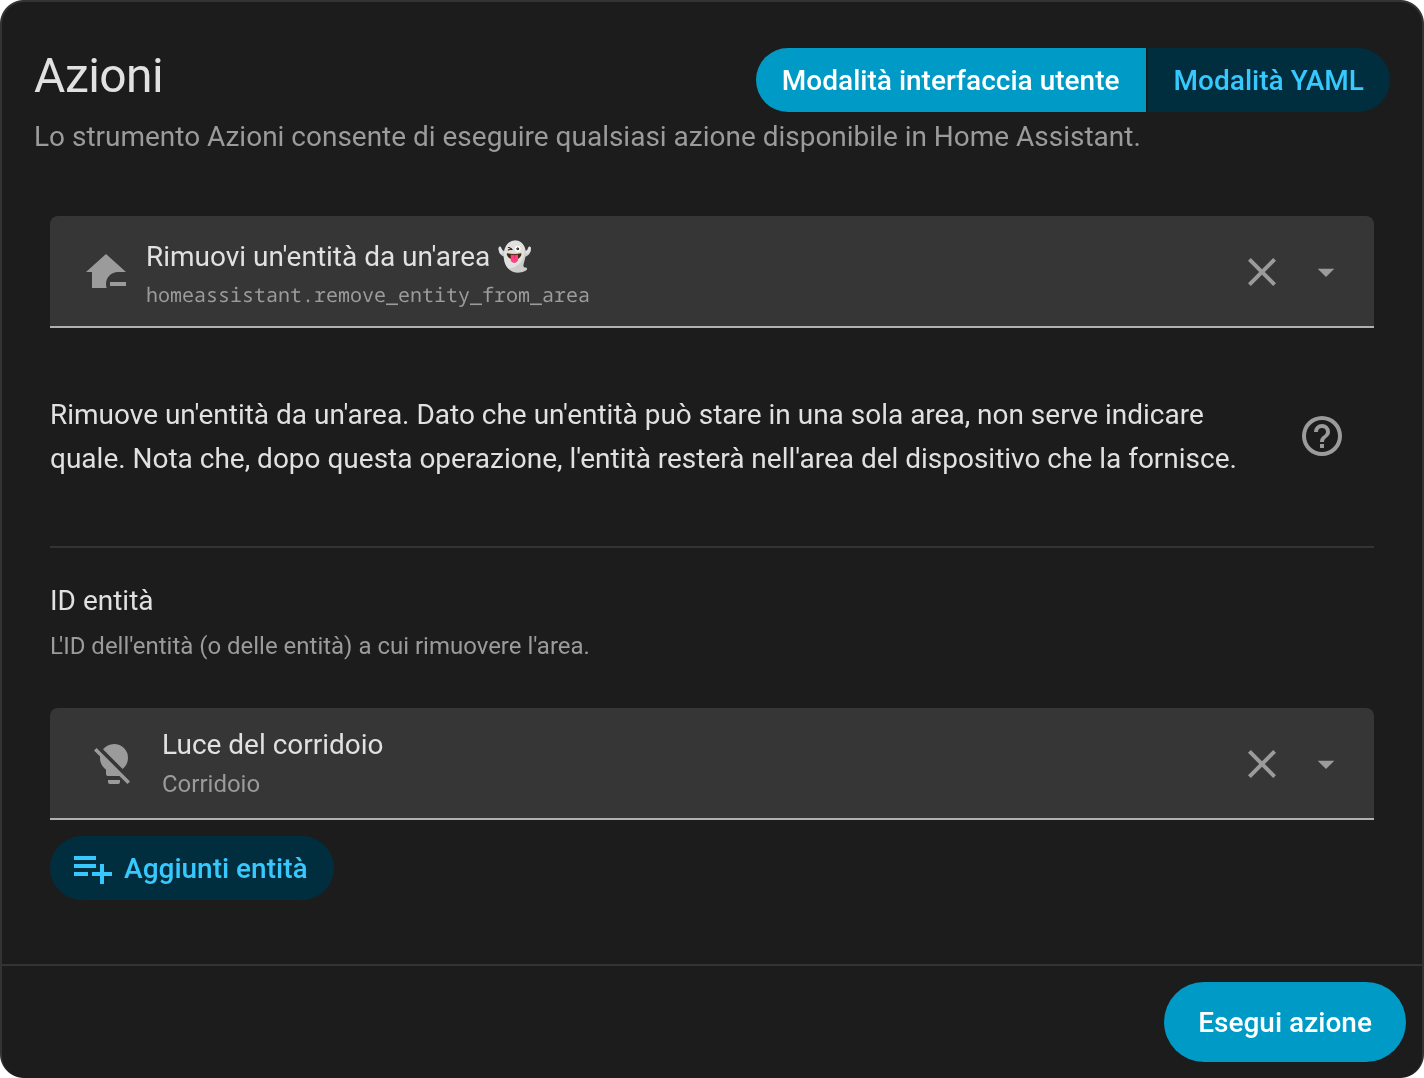 Azioni
Modalità interfaccia utente
Modalità YAML
Lo strumento Azioni consente di eseguire qualsiasi azione disponibile in Home Assistant.
Rimuovi un'entità da un'area 👻
homeassistant.remove_entity_from_area
Rimuove un'entità da un'area. Dato che un'entità può stare in una sola area, non serve indicare
quale. Nota che, dopo questa operazione, l'entità resterà nell'area del dispositivo che la fornisce.
ID entità
L'ID dell'entità (o delle entità) a cui rimuovere l'area.
Luce del corridoio
Corridoio
Aggiunti entità
Esegui azione